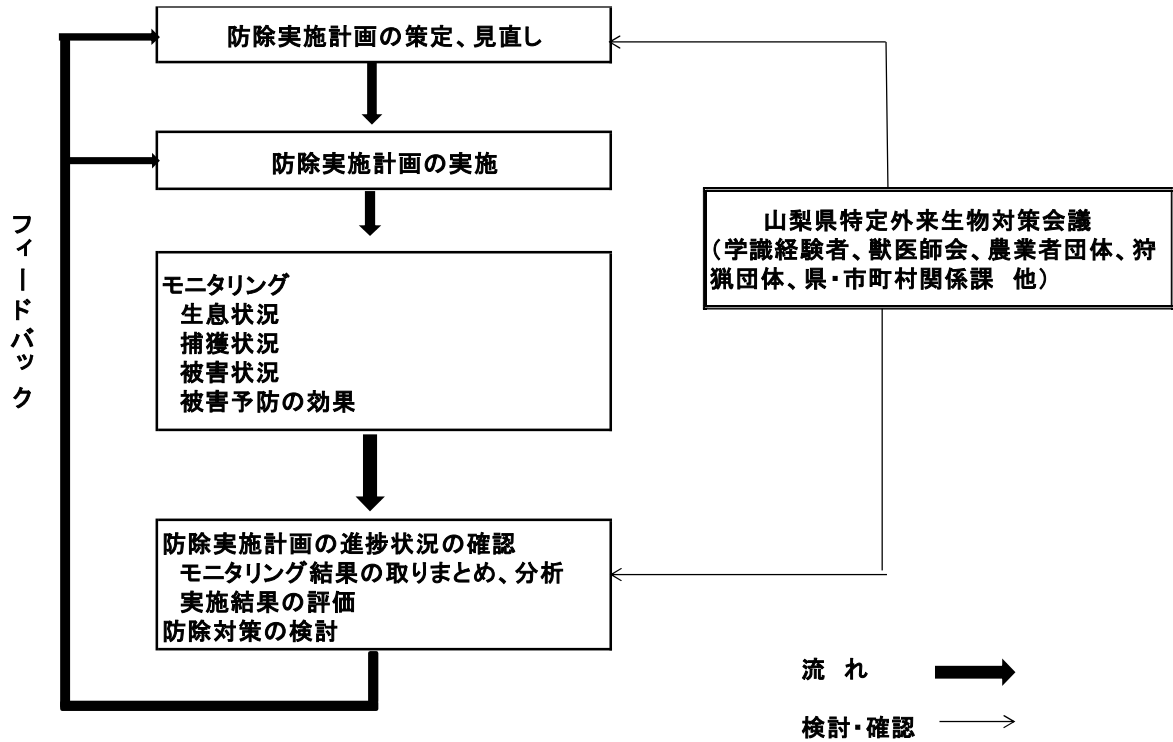 防除実施計画の策定、見直し
防除実施計画の実施
フィードバック
山梨県特定外来生物対策会議
（学識経験者、獣医師会、農業者団体、狩
猟団体、県・市町村関係課　他）
モニタリング
生息状況
捕獲状況
被害状況
被害予防の効果
防除実施計画の進捗状況の確認
モニタリング結果の取りまとめ、分析
実施結果の評価
防除対策の検討
流　れ
検討・確認